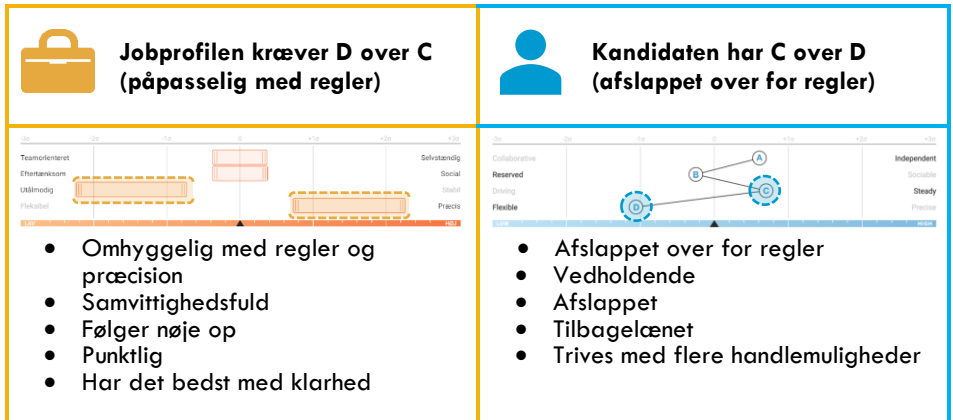 Jobprofilen kræver D over C
(påpasselig med regler)
Kandidaten har C over D
(afslappet over for regler)
-3σ -2σ -1σ 0 +1σ +2σ +3σ
Teamorienteret Selvstændig
Eftertænksom Social
Utålmodig Stabil
Fleksibel Præcis
LAV HØJ
-3σ -2σ -1σ 0 +1σ +2σ +3σ
Collaborative A Independent
Reserved B Sociable
Driving C Steady
Flexible D Precise
LOW HIGH
• Omhyggelig med regler og
præcision
• Samvittighedsfuld
• Følger nøje op
• Punktlig
• Har det bedst med klarhed
• Afslappet over for regler
• Vedholdende
• Afslappet
• Tilbagelænet
• Trives med flere handlemuligheder